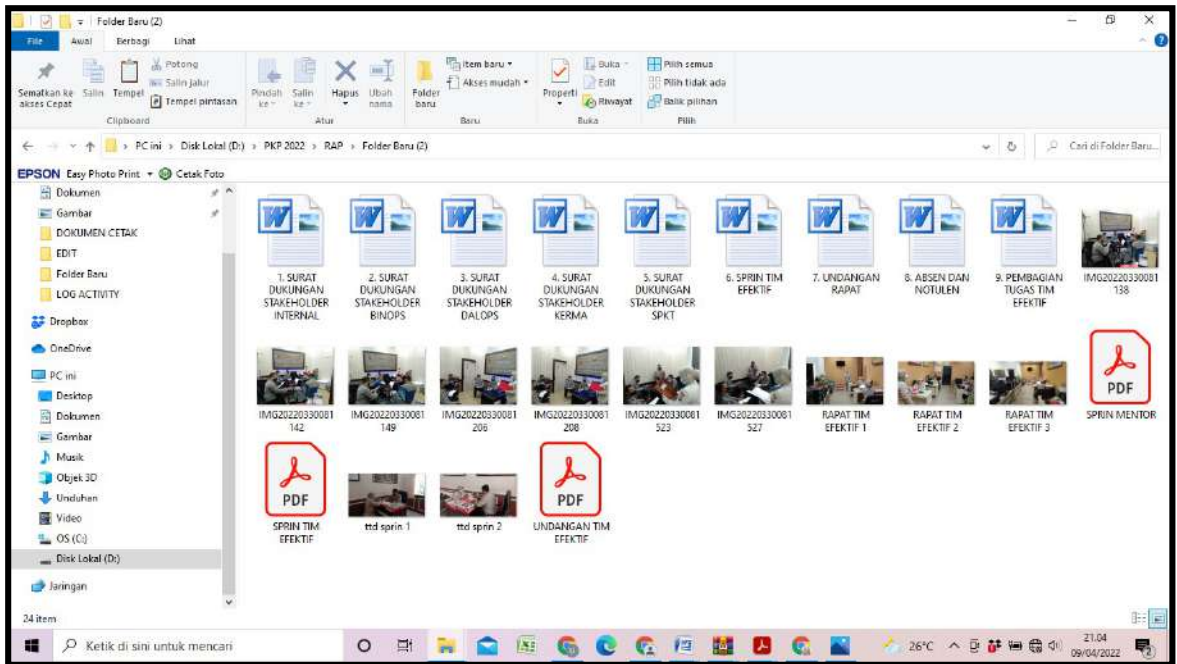 Folder Baru (2)
File Awal Berbagi Lihat
Sematkan ke akses Cepat
Salin
Tempel
Potong
Salin jalur
Tempel pintasan
Pindah ke
Salin ke
Hapus
Ubah nama
Folder baru
Item baru
Akses mudah
Properti
Buka
Edit
Riwayat
Pilih semua
Pilih tidak ada
Balik pilihan
Clipboard Atur Baru Buka Pilih
PC ini > Disk Lokal (D:) > PKP 2022 > RAP > Folder Baru (2)
Cari di Folder Baru...
EPSON Easy Photo Print Cetak Foto
Dokumen
Gambar
DOKUMEN CETAK
EDIT
Folder Baru
LOG ACTIVITY
Dropbox
OneDrive
PC ini
Desktop
Dokumen
Gambar
Musik
Objek 3D
Unduhan
Video
OS (C:)
Disk Lokal (D:)
Jaringan
1. SURAT DUKUNGAN STAKEHOLDER INTERNAL
2. SURAT DUKUNGAN STAKEHOLDER BINOPS
3. SURAT DUKUNGAN STAKEHOLDER DALOPS
4. SURAT DUKUNGAN STAKEHOLDER KERMA
5. SURAT DUKUNGAN STAKEHOLDER SPKT
6. SPRIN TIM EFEKTIF
7. UNDANGAN RAPAT
8. ABSEN DAN NOTULEN
9. PEMBAGIAN TUGAS TIM EFEKTIF
IMG20220330081138
IMG20220330081142
IMG20220330081149
IMG20220330081206
IMG20220330081208
IMG20220330081523
IMG20220330081527
RAPAT TIM EFEKTIF 1
RAPAT TIM EFEKTIF 2
RAPAT TIM EFEKTIF 3
PDF
SPRIN MENTOR
PDF
SPRIN TIM EFEKTIF
ttd sprin 1
ttd sprin 2
PDF
UNDANGAN TIM EFEKTIF
24 item
Ketik di sini untuk mencari
26°C
21.04
09/04/2022